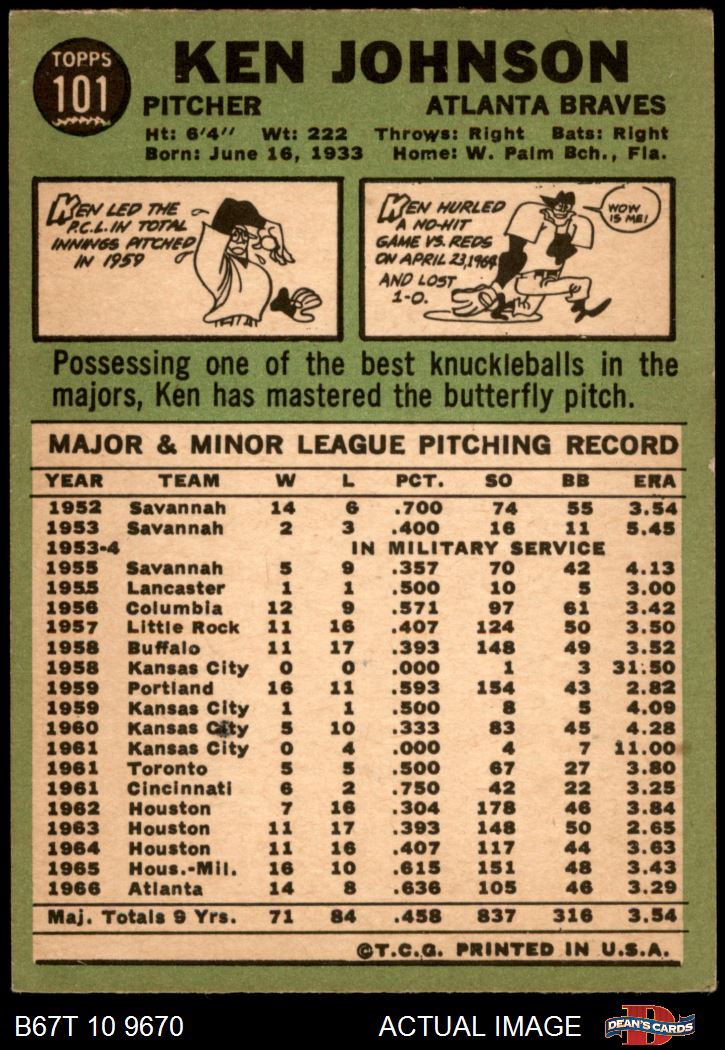 TOPPS
101
KEN JOHNSON
PITCHER ATLANTA BRAVES
Ht: 6'4" Wt: 222 Throws: Right Bats: Right
Born: June 16, 1933 Home: W. Palm Bch., Fla.
KEN LED THE
P.C.L. IN TOTAL
INNINGS PITCHED
IN 1959
KEN HURLED
A NO-HIT
GAME VS. REDS
ON APRIL 23, 1964
AND LOST
1-0.
WOW
IS ME!
Possessing one of the best knuckleballs in the
majors, Ken has mastered the butterfly pitch.
MAJOR & MINOR LEAGUE PITCHING RECORD
YEAR TEAM W L PCT. SO BB ERA
1952 Savannah 14 6 .700 74 55 3.54
1953 Savannah 2 3 .400 16 11 5.45
1953-4 IN MILITARY SERVICE
1955 Savannah 5 9 .357 70 42 4.13
1955 Lancaster 1 1 .500 10 5 3.00
1956 Columbia 12 9 .571 97 61 3.42
1957 Little Rock 11 16 .407 124 50 3.50
1958 Buffalo 11 17 .393 148 49 3.52
1958 Kansas City 0 0 .000 1 3 31.50
1959 Portland 16 11 .593 154 43 2.82
1959 Kansas City 1 1 .500 8 5 4.09
1960 Kansas City 5 10 .333 83 45 4.28
1961 Kansas City 0 4 .000 4 7 11.00
1961 Toronto 5 5 .500 67 27 3.80
1961 Cincinnati 6 2 .750 42 22 3.25
1962 Houston 7 16 .304 178 46 3.84
1963 Houston 11 17 .393 148 50 2.65
1964 Houston 11 16 .407 117 44 3.63
1965 Hous.-Mil. 16 10 .615 151 48 3.43
1966 Atlanta 14 8 .636 105 46 3.29
Maj. Totals 9 Yrs. 71 84 .458 837 316 3.54
©T.C.G. PRINTED IN U.S.A.
B67T 10 9670 ACTUAL IMAGE
D
DEAN'S CARDS